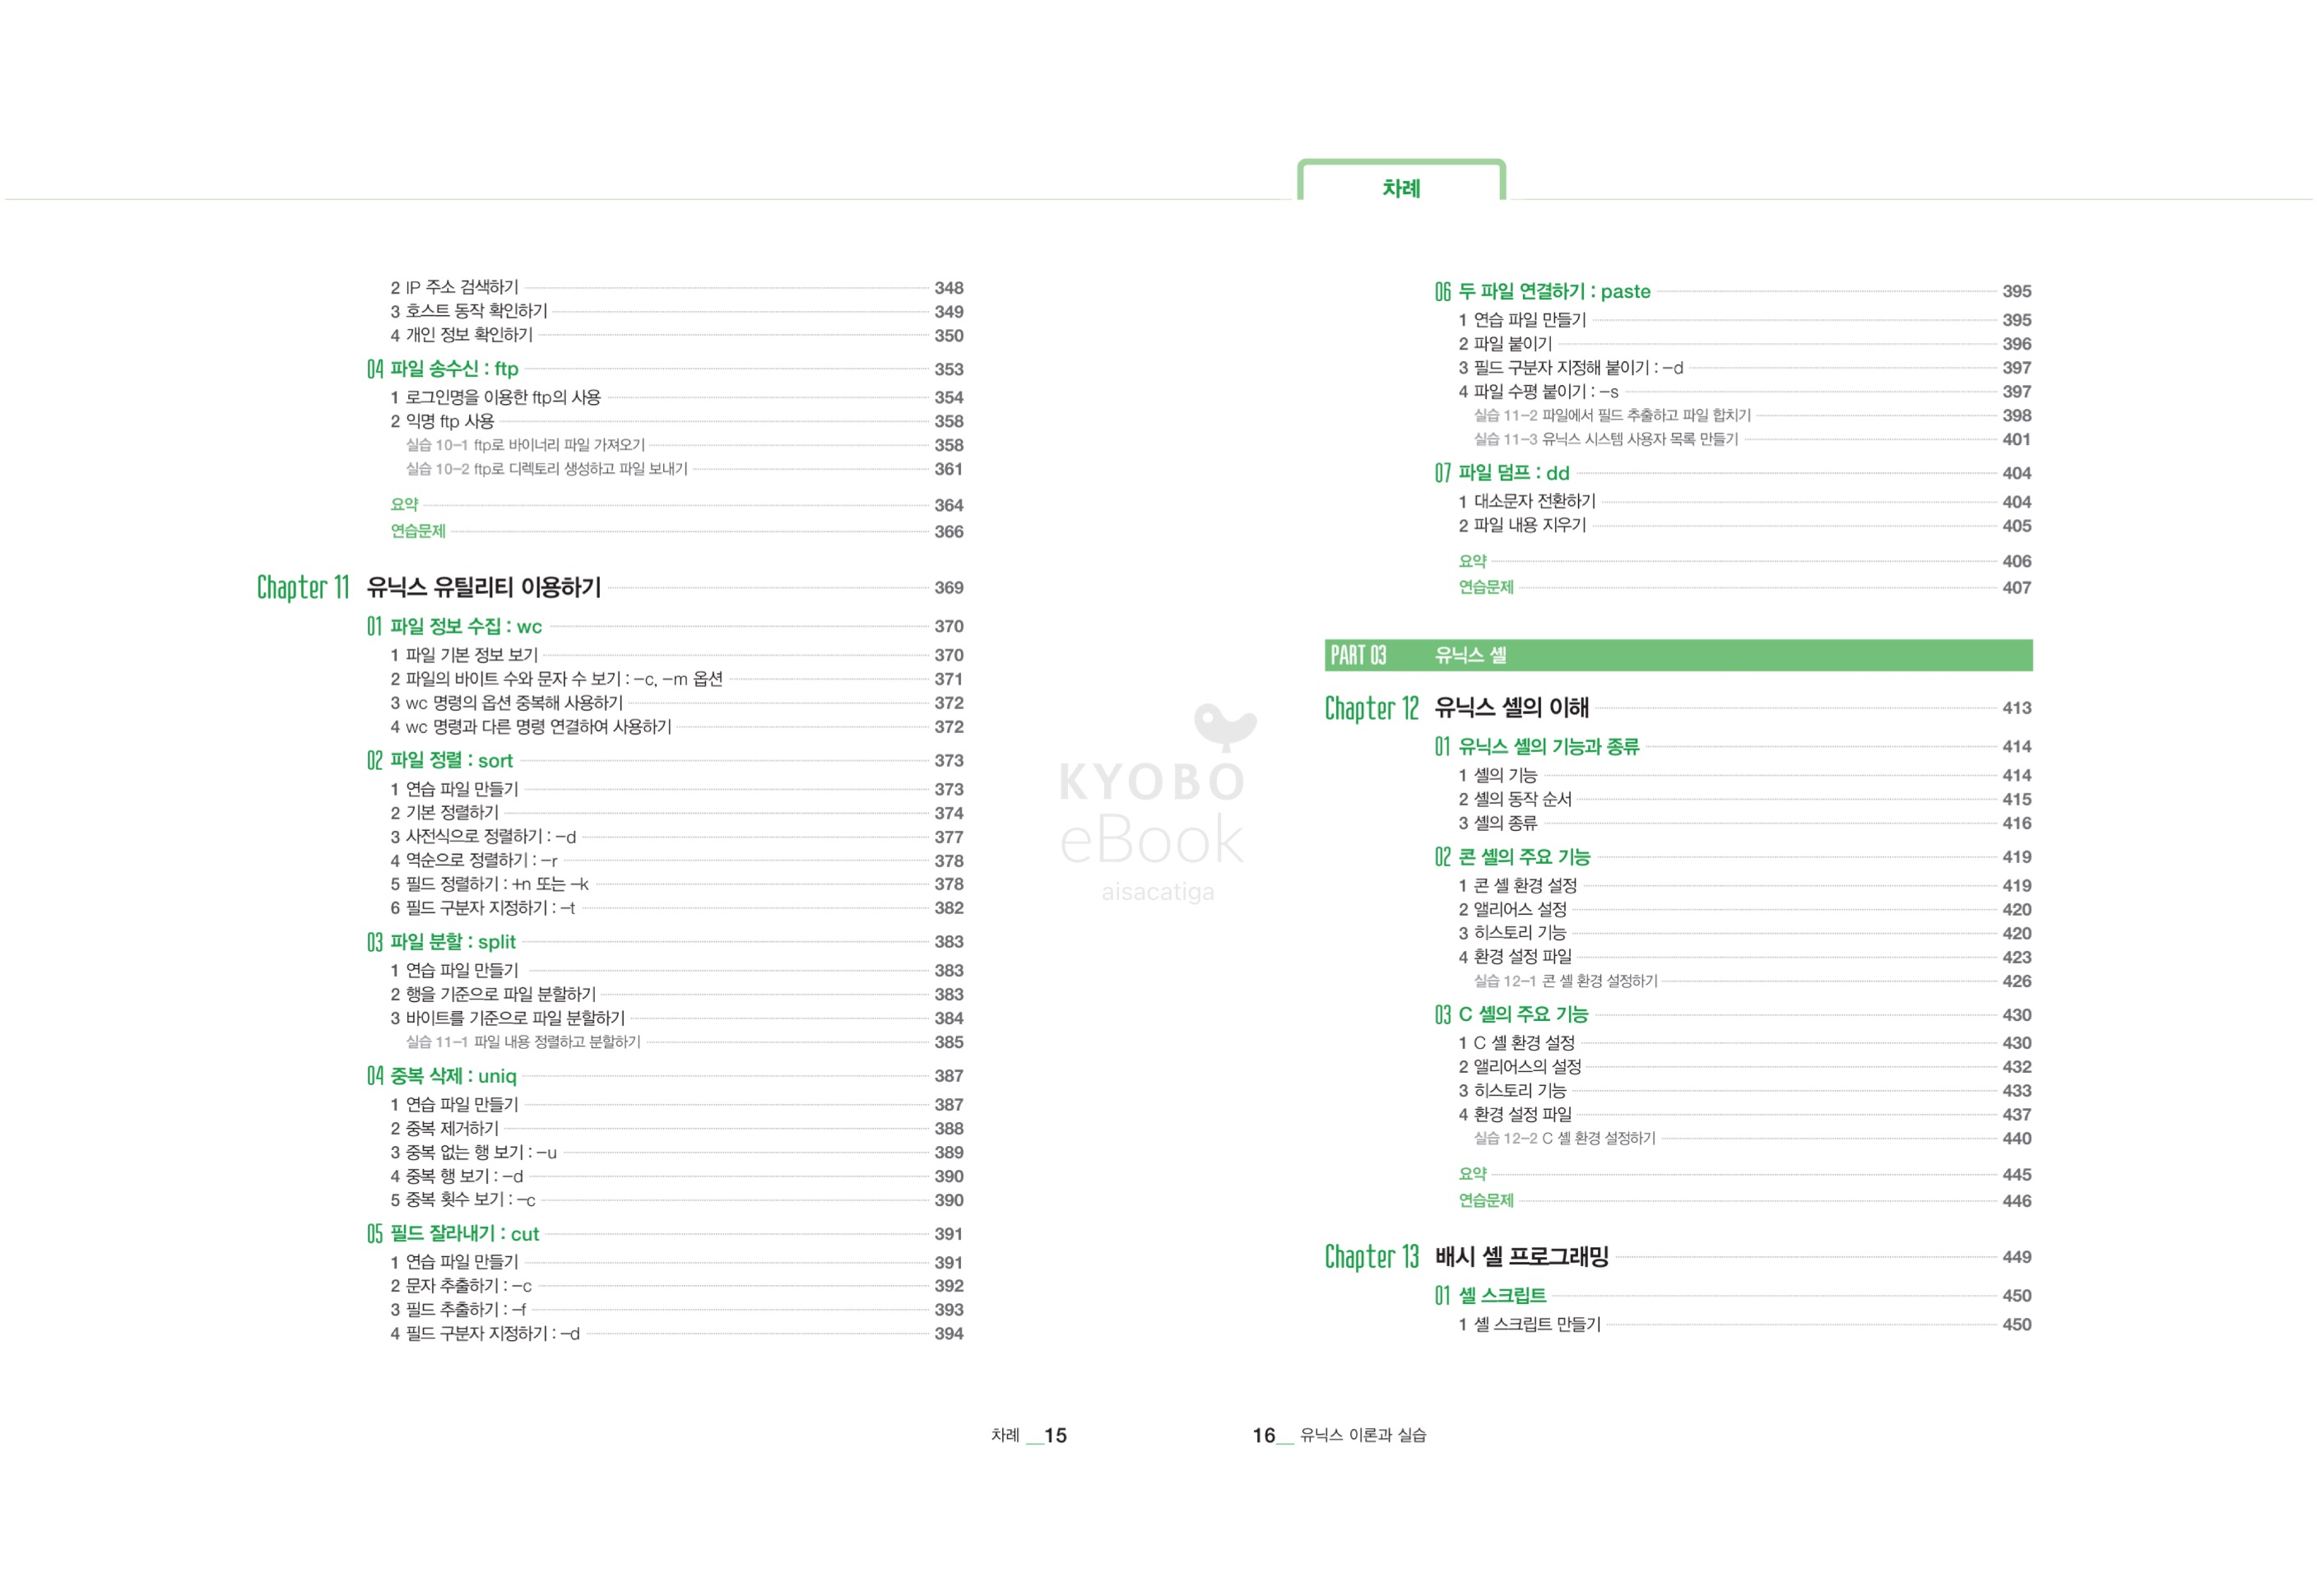 차례
2 IP 주소 검색하기 348
3 호스트 동작 확인하기 349
4 개인 정보 확인하기 350
04 파일 송수신 : ftp 353
1 로그인명을 이용한 ftp의 사용 354
2 익명 ftp 사용 358
실습 10-1 ftp로 바이너리 파일 가져오기 358
실습 10-2 ftp로 디렉토리 생성하고 파일 보내기 361
요약 364
연습문제 366
Chapter 11 유닉스 유틸리티 이용하기 369
01 파일 정보 수집 : wc 370
1 파일 기본 정보 보기 370
2 파일의 바이트 수와 문자 수 보기 : -c, -m 옵션 371
3 wc 명령의 옵션 중복해 사용하기 372
4 wc 명령과 다른 명령 연결하여 사용하기 372
02 파일 정렬 : sort 373
1 연습 파일 만들기 373
2 기본 정렬하기 374
3 사전식으로 정렬하기 : -d 377
4 역순으로 정렬하기 : -r 378
5 필드 정렬하기 : +n 또는 -k 378
6 필드 구분자 지정하기 : -t 382
03 파일 분할 : split 383
1 연습 파일 만들기 383
2 행을 기준으로 파일 분할하기 383
3 바이트를 기준으로 파일 분할하기 384
실습 11-1 파일 내용 정렬하고 분할하기 385
04 중복 삭제 : uniq 387
1 연습 파일 만들기 387
2 중복 제거하기 388
3 중복 없는 행 보기 : -u 389
4 중복 행 보기 : -d 390
5 중복 횟수 보기 : -c 390
05 필드 잘라내기 : cut 391
1 연습 파일 만들기 391
2 문자 추출하기 : -c 392
3 필드 추출하기 : -f 393
4 필드 구분자 지정하기 : -d 394
차례 __15
KYOBO
eBook
aisacatiga
06 두 파일 연결하기 : paste 395
1 연습 파일 만들기 395
2 파일 붙이기 396
3 필드 구분자 지정해 붙이기 : -d 397
4 파일 수평 붙이기 : -s 397
실습 11-2 파일에서 필드 추출하고 파일 합치기 398
실습 11-3 유닉스 시스템 사용자 목록 만들기 401
07 파일 덤프 : dd 404
1 대소문자 전환하기 404
2 파일 내용 지우기 405
요약 406
연습문제 407
PART 03 유닉스 셸
Chapter 12 유닉스 셸의 이해 413
01 유닉스 셸의 기능과 종류 414
1 셸의 기능 414
2 셸의 동작 순서 415
3 셸의 종류 416
02 콘 셸의 주요 기능 419
1 콘 셸 환경 설정 419
2 앨리어스 설정 420
3 히스토리 기능 420
4 환경 설정 파일 423
실습 12-1 콘 셸 환경 설정하기 426
03 C 셸의 주요 기능 430
1 C 셸 환경 설정 430
2 앨리어스의 설정 432
3 히스토리 기능 433
4 환경 설정 파일 437
실습 12-2 C 셸 환경 설정하기 440
요약 445
연습문제 446
Chapter 13 배시 셸 프로그래밍 449
01 셸 스크립트 450
1 셸 스크립트 만들기 450
16__ 유닉스 이론과 실습